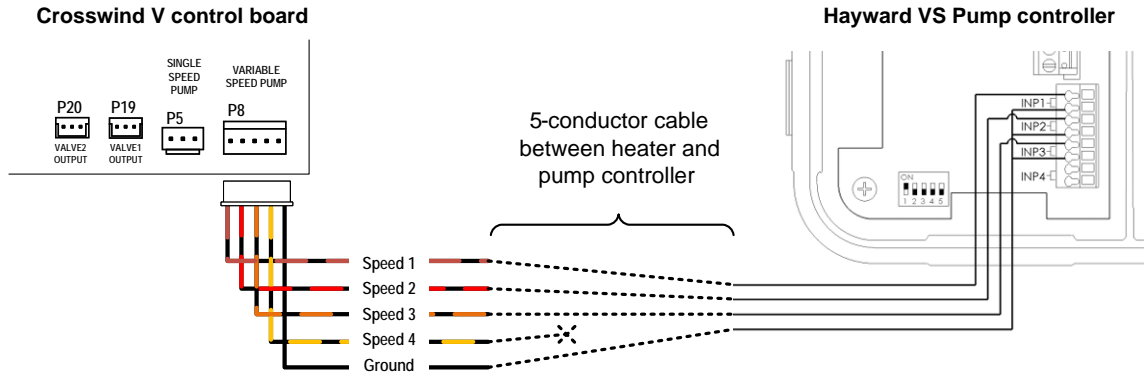 Crosswind V control board
Hayward VS Pump controller
SINGLE
SPEED
PUMP
VARIABLE
SPEED PUMP
P20
P19
P5
P8
VALVE2
OUTPUT
VALVE1
OUTPUT
5-conductor cable
between heater and
pump controller
INP1
INP2
INP3
INP4
ON
1 2 3 4 5
Speed 1
Speed 2
Speed 3
Speed 4
Ground